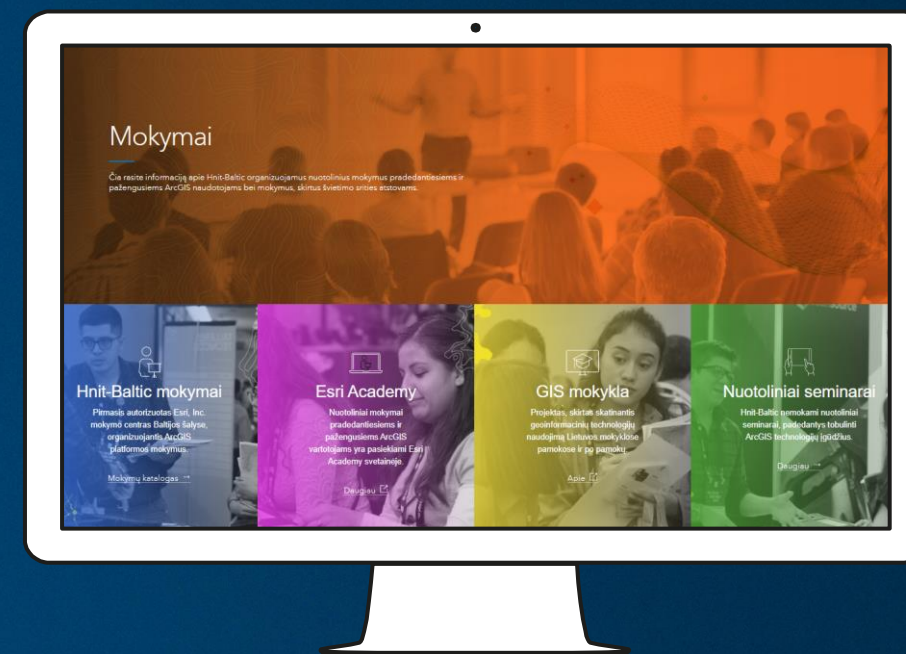 Mokymai
Čia rasite informaciją apie Hnit-Baltic organizuojamus nuotolinius mokymus pradedantiesiems ir
pažengusiems ArcGIS naudotojams bei mokymus, skirtus švietimo srities atstovams.
Hnit-Baltic mokymai
Pirmasis autorizuotas Esri, Inc.
mokymo centras Baltijos šalyse,
organizuojantis ArcGIS
platformos mokymus.
Mokymų katalogas →
Esri Academy
Nuotoliniai mokymai
pradedantiesiems ir
pažengusiems ArcGIS
vartotojams yra pasiekiami Esri
Academy svetainėje.
Daugiau
GIS mokykla
Projektas, skirtas skatinantis
geoinformacinių technologijų
naudojimą Lietuvos mokyklose
pamokose ir po pamokų.
Apie
Nuotoliniai seminarai
Hnit-Baltic nemokami nuotoliniai
seminarai, padedantys tobulinti
ArcGIS technologijų įgūdžius.
Daugiau →